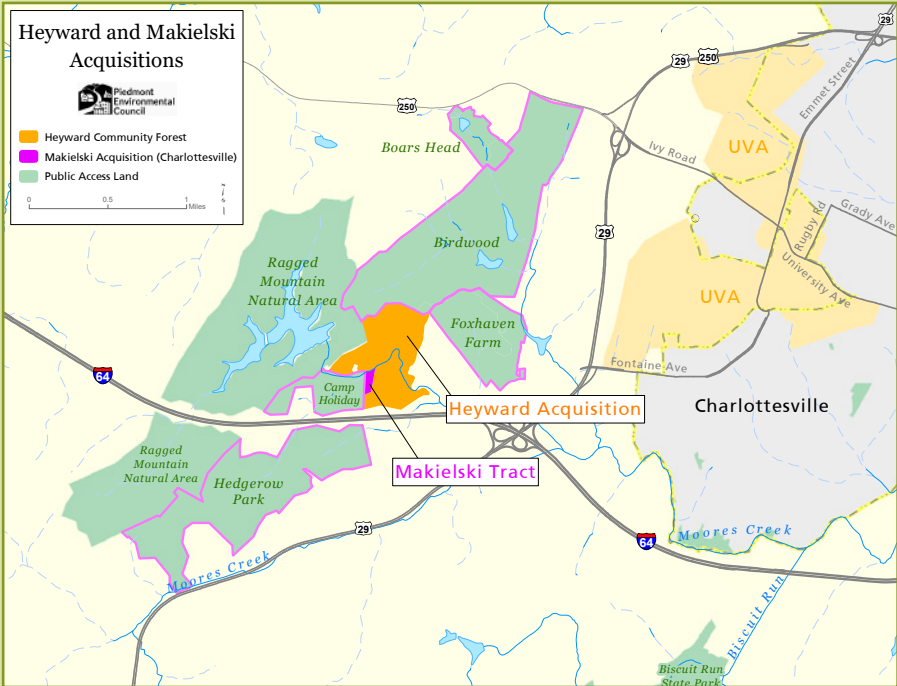 Heyward and Makielski
Acquisitions
Piedmont
Environmental
Council
Heyward Community Forest
Makielski Acquisition (Charlottesville)
Public Access Land
0 0.5 1
Miles
29
29 250
250
Emmet Street
Boars Head
Ivy Road
UVA
Grady Ave
Rugby Rd
29
Birdwood
University Ave
Ragged
Mountain
Natural Area
UVA
Foxhaven
Farm
Fontaine Ave
64
Camp
Holiday
Heyward Acquisition
Charlottesville
Ragged
Mountain
Natural Area
Makielski Tract
Hedgerow
Park
29
64
Moores Creek
Moores Creek
Biscuit Run
Biscuit Run
State Park